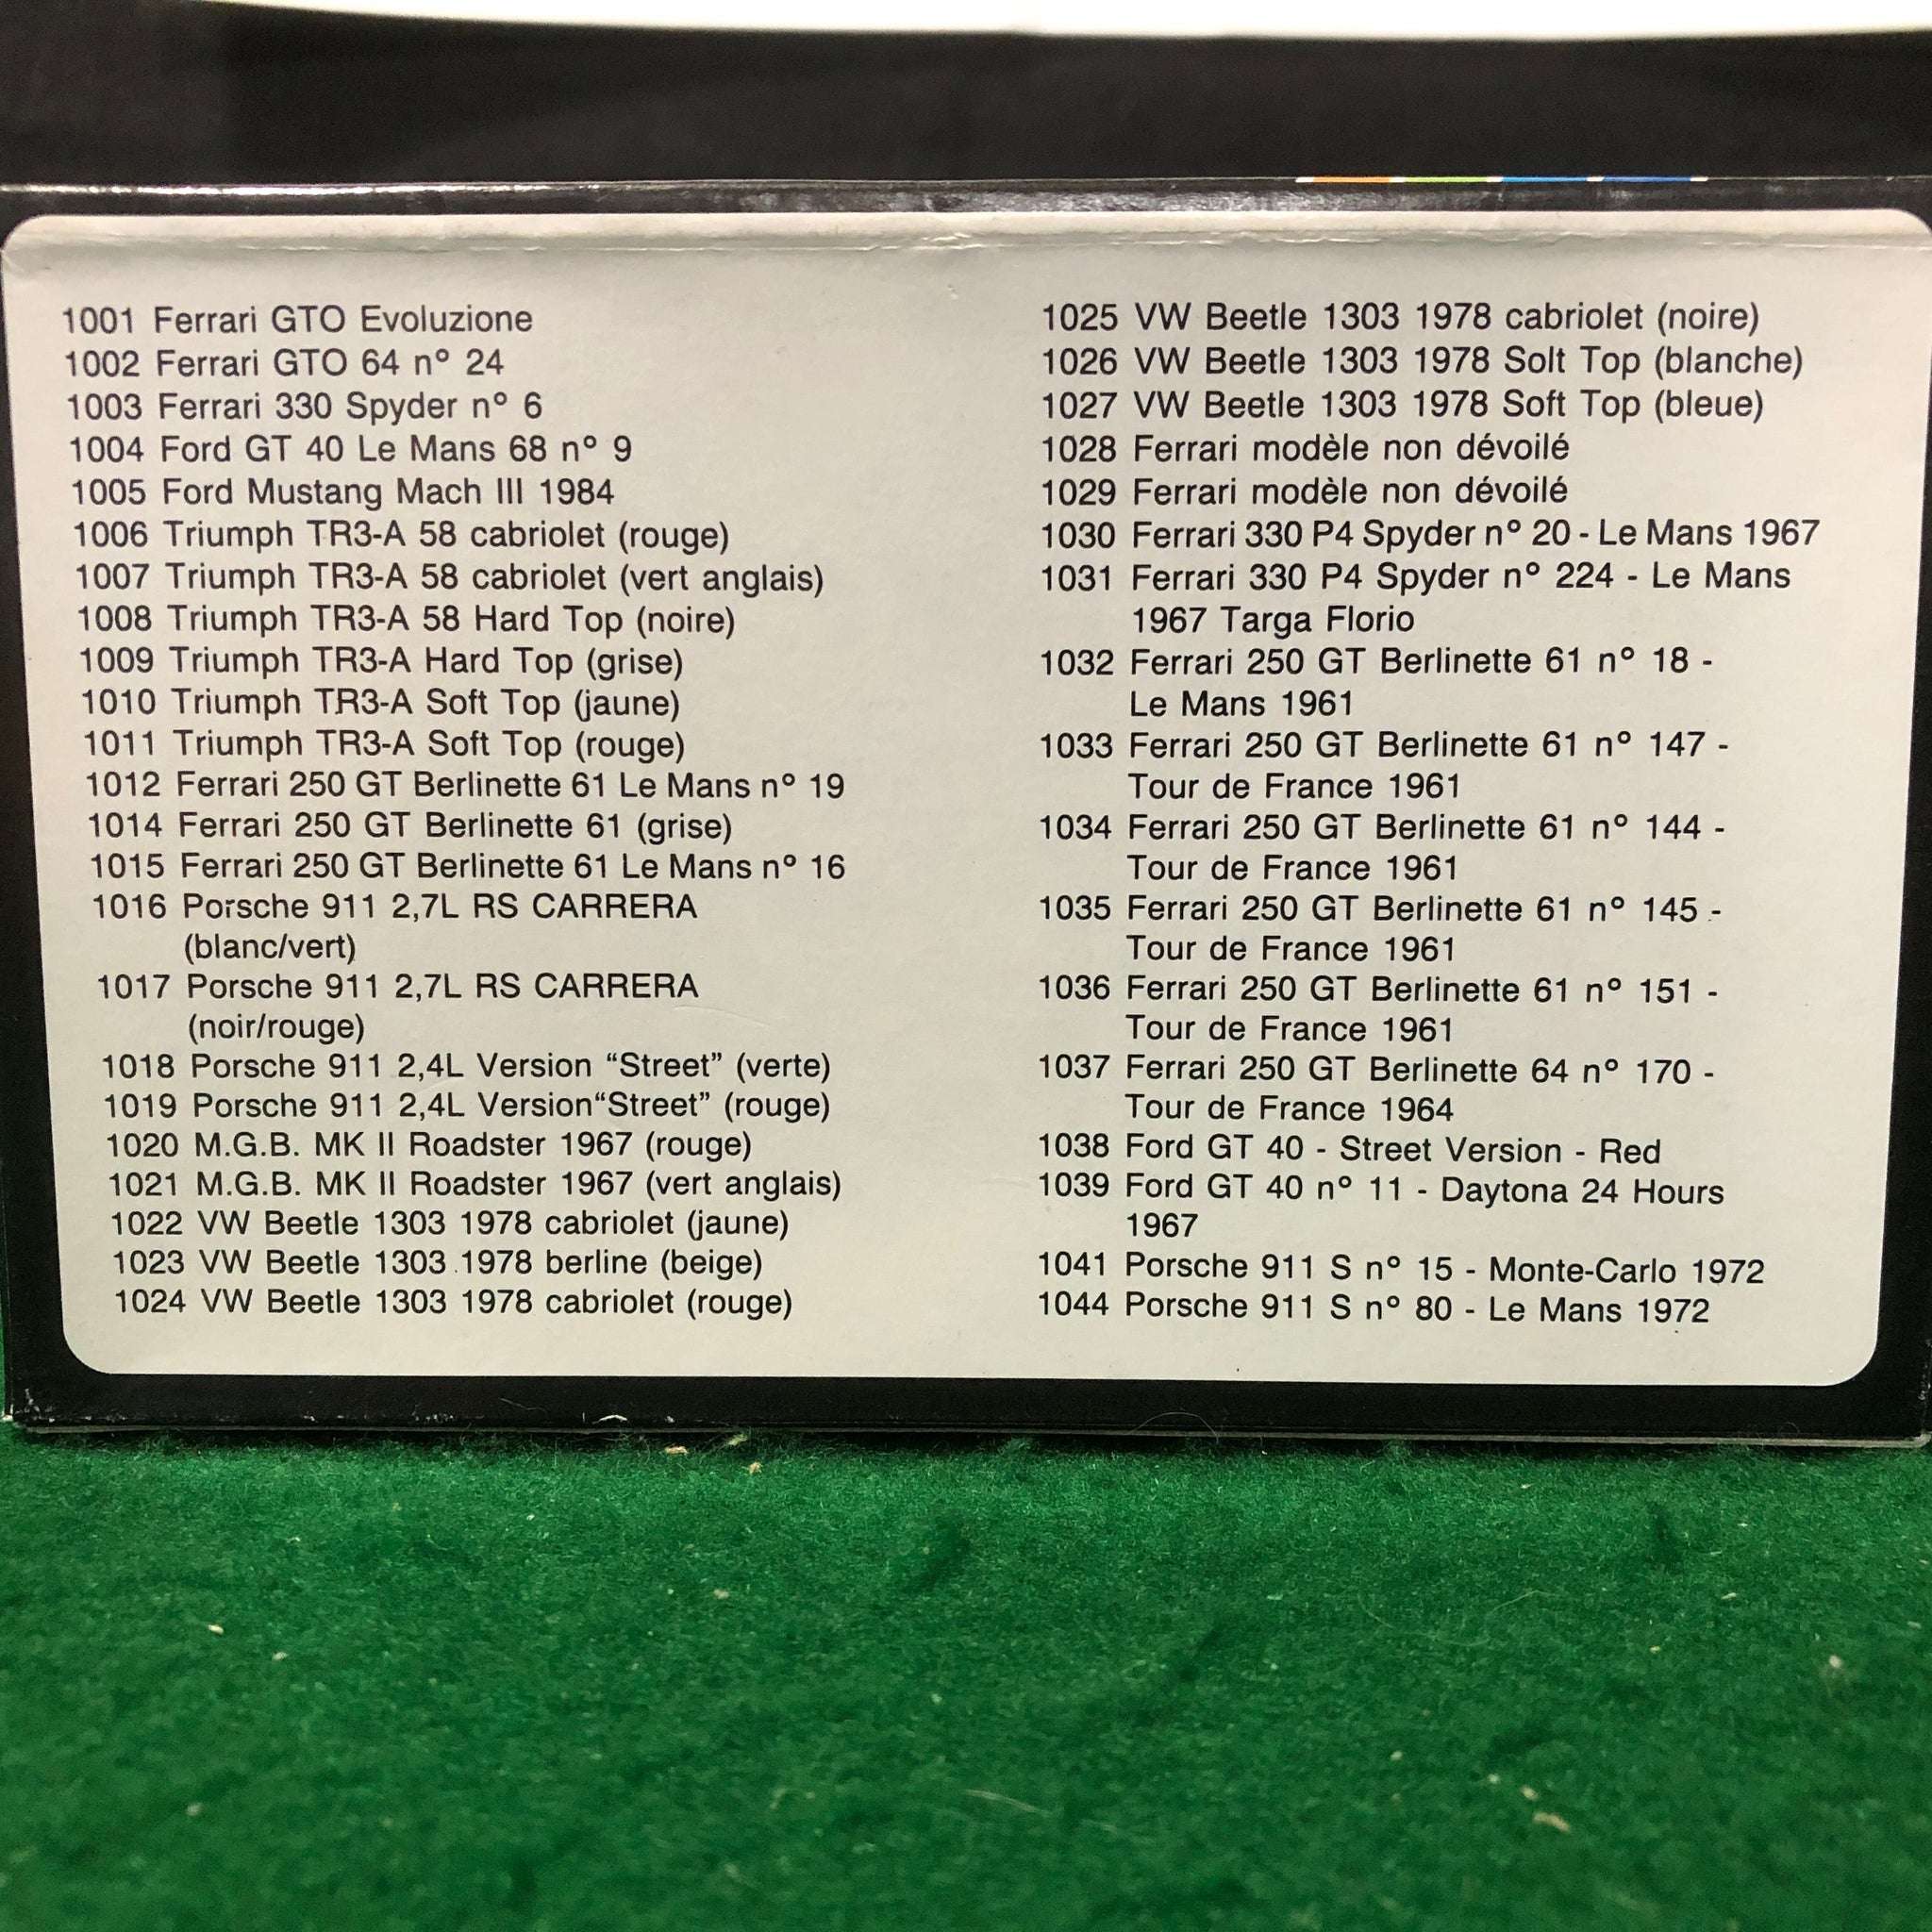 1001 Ferrari GTO Evoluzione
1002 Ferrari GTO 64 n° 24
1003 Ferrari 330 Spyder n° 6
1004 Ford GT 40 Le Mans 68 n° 9
1005 Ford Mustang Mach III 1984
1006 Triumph TR3-A 58 cabriolet (rouge)
1007 Triumph TR3-A 58 cabriolet (vert anglais)
1008 Triumph TR3-A 58 Hard Top (noire)
1009 Triumph TR3-A Hard Top (grise)
1010 Triumph TR3-A Soft Top (jaune)
1011 Triumph TR3-A Soft Top (rouge)
1012 Ferrari 250 GT Berlinette 61 Le Mans n° 19
1014 Ferrari 250 GT Berlinette 61 (grise)
1015 Ferrari 250 GT Berlinette 61 Le Mans n° 16
1016 Porsche 911 2,7L RS CARRERA
(blanc/vert)
1017 Porsche 911 2,7L RS CARRERA
(noir/rouge)
1018 Porsche 911 2,4L Version “Street” (verte)
1019 Porsche 911 2,4L Version“Street” (rouge)
1020 M.G.B. MK II Roadster 1967 (rouge)
1021 M.G.B. MK II Roadster 1967 (vert anglais)
1022 VW Beetle 1303 1978 cabriolet (jaune)
1023 VW Beetle 1303 1978 berline (beige)
1024 VW Beetle 1303 1978 cabriolet (rouge)
1025 VW Beetle 1303 1978 cabriolet (noire)
1026 VW Beetle 1303 1978 Solt Top (blanche)
1027 VW Beetle 1303 1978 Soft Top (bleue)
1028 Ferrari modèle non dévoilé
1029 Ferrari modèle non dévoilé
1030 Ferrari 330 P4 Spyder n° 20 - Le Mans 1967
1031 Ferrari 330 P4 Spyder n° 224 - Le Mans
1967 Targa Florio
1032 Ferrari 250 GT Berlinette 61 n° 18 -
Le Mans 1961
1033 Ferrari 250 GT Berlinette 61 n° 147 -
Tour de France 1961
1034 Ferrari 250 GT Berlinette 61 n° 144 -
Tour de France 1961
1035 Ferrari 250 GT Berlinette 61 n° 145 -
Tour de France 1961
1036 Ferrari 250 GT Berlinette 61 n° 151 -
Tour de France 1961
1037 Ferrari 250 GT Berlinette 64 n° 170 -
Tour de France 1964
1038 Ford GT 40 - Street Version - Red
1039 Ford GT 40 n° 11 - Daytona 24 Hours
1967
1041 Porsche 911 S n° 15 - Monte-Carlo 1972
1044 Porsche 911 S n° 80 - Le Mans 1972